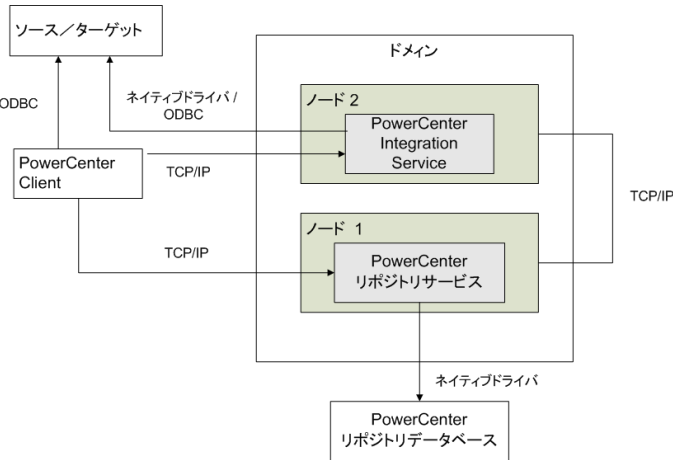 ソース／ターゲット
ドメイン
ODBC
ネイティブドライバ /
ODBC
ノード 2
PowerCenter
Integration
Service
PowerCenter
Client
TCP/IP
TCP/IP
ノード 1
TCP/IP
PowerCenter
リポジトリサービス
ネイティブドライバ
PowerCenter
リポジトリデータベース